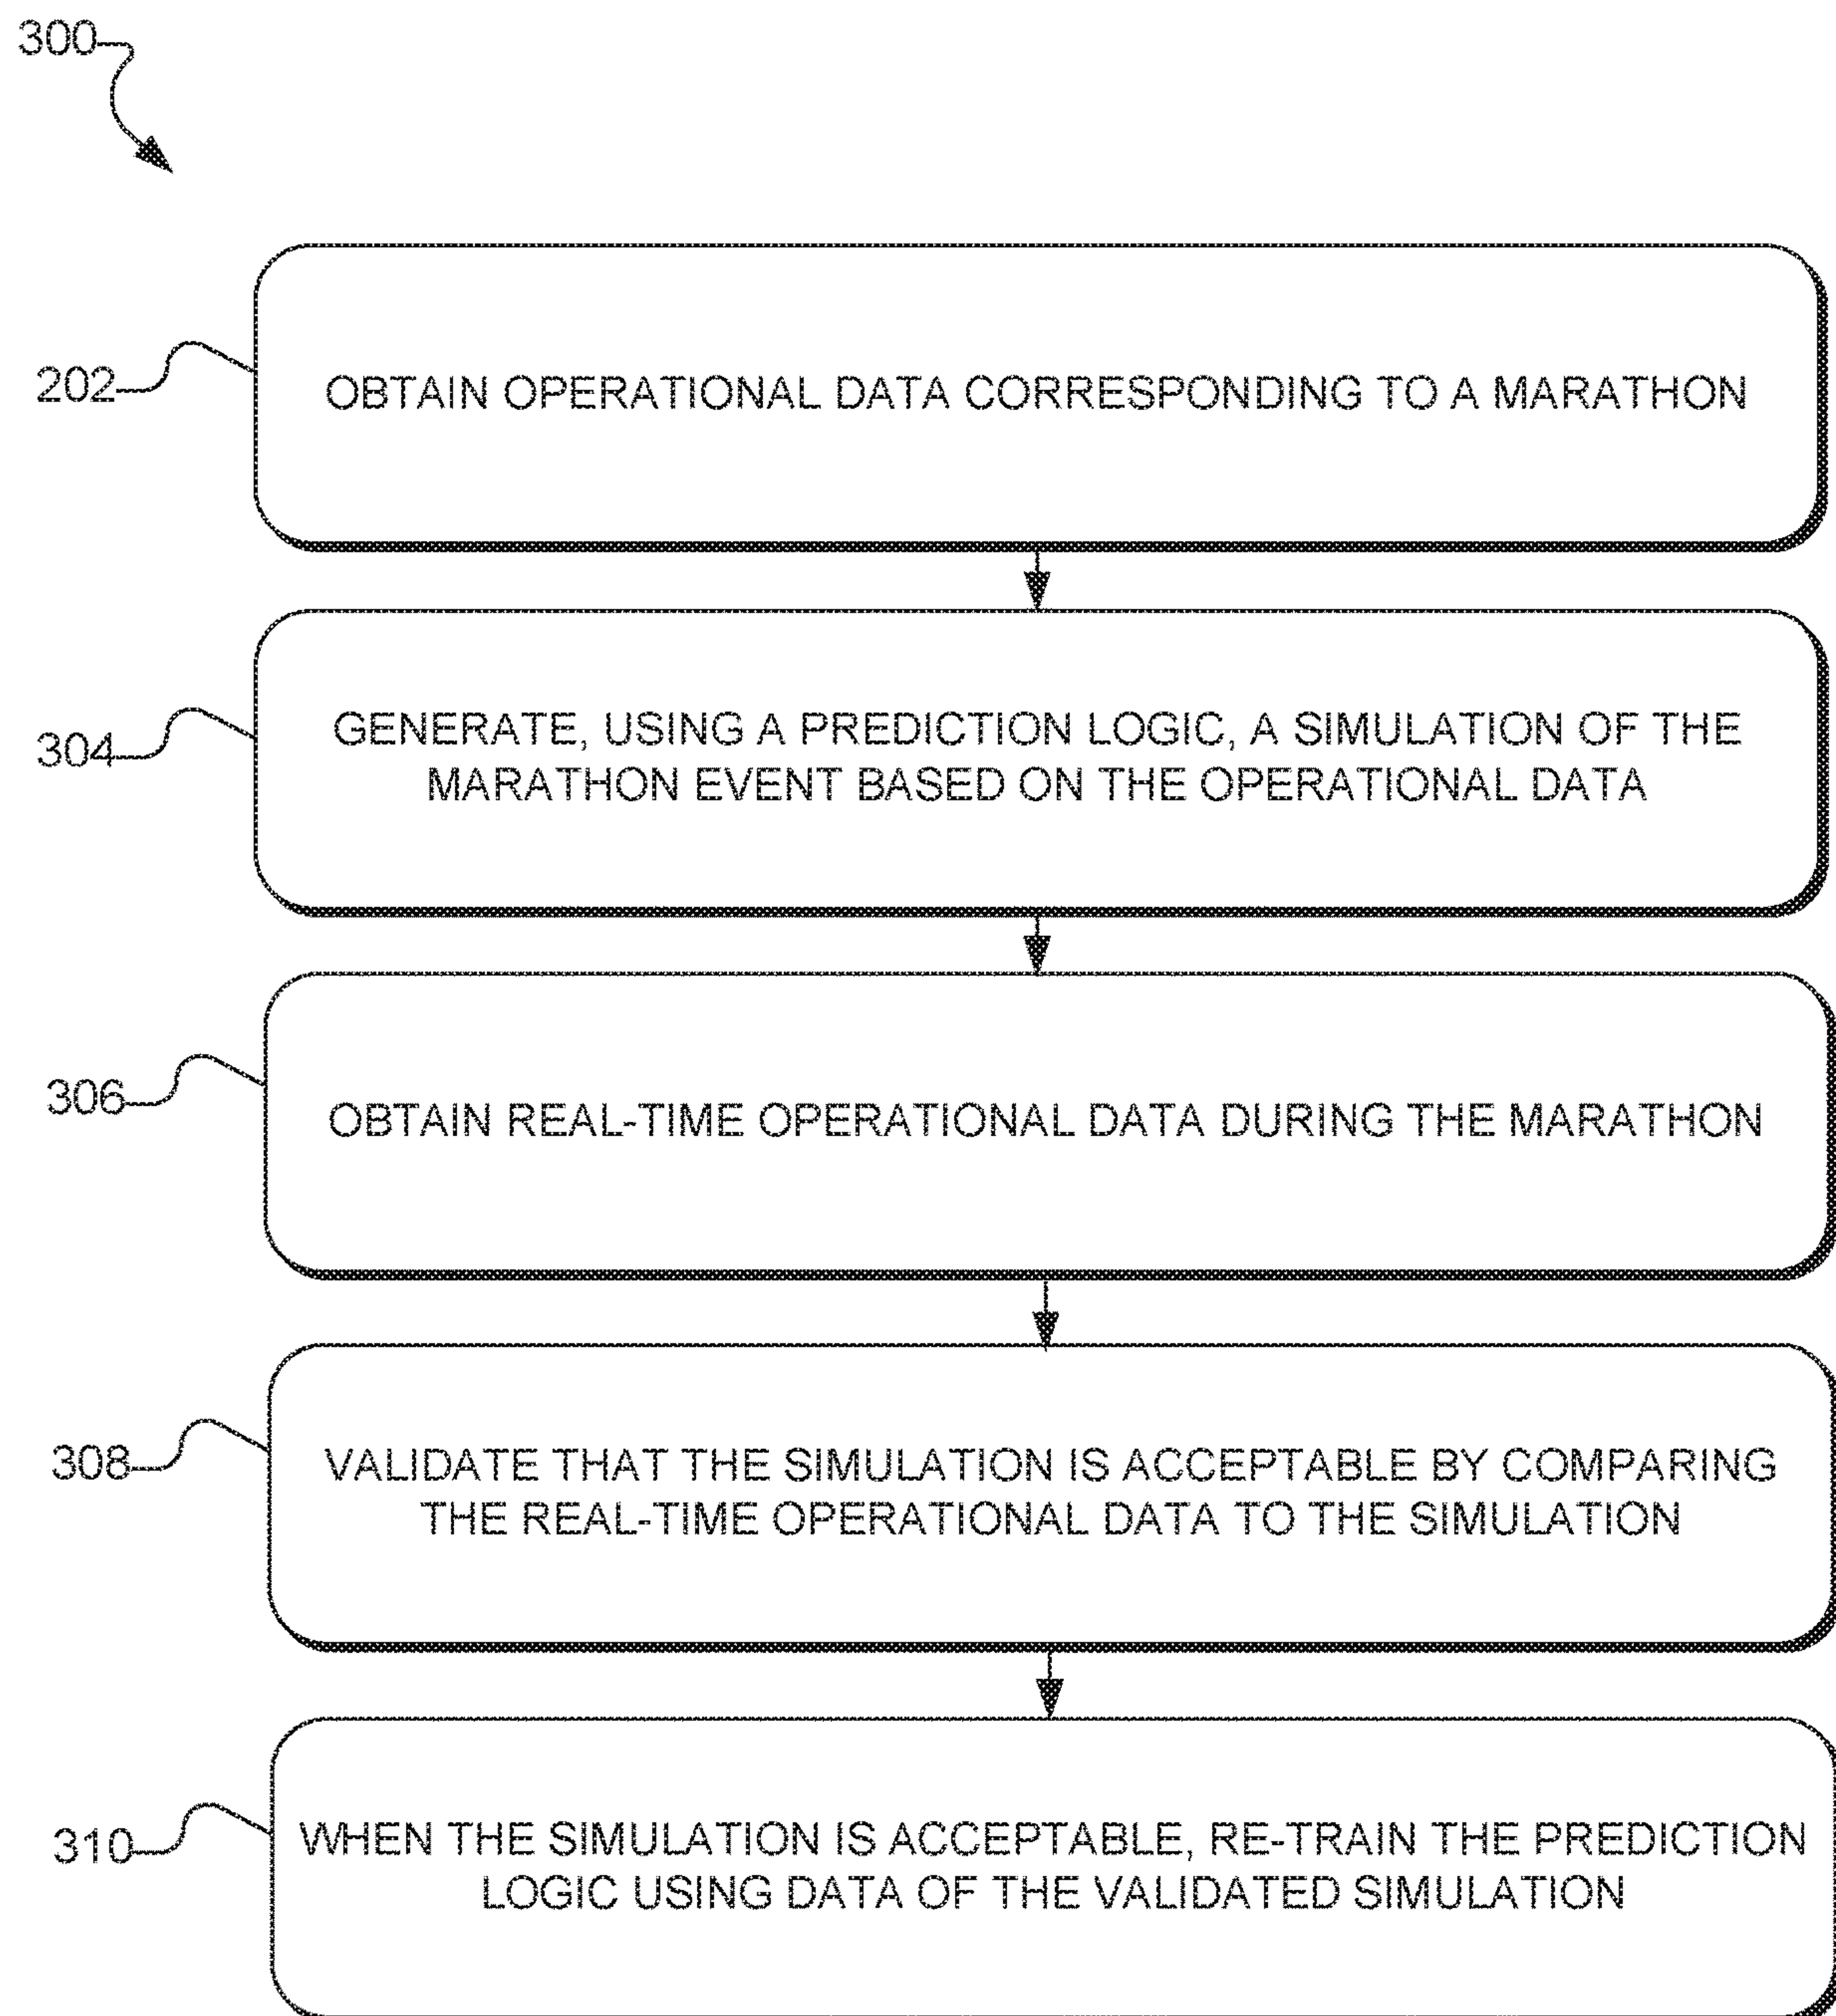 300
202
OBTAIN OPERATIONAL DATA CORRESPONDING TO A MARATHON
304
GENERATE, USING A PREDICTION LOGIC, A SIMULATION OF THE
MARATHON EVENT BASED ON THE OPERATIONAL DATA
306
OBTAIN REAL-TIME OPERATIONAL DATA DURING THE MARATHON
308
VALIDATE THAT THE SIMULATION IS ACCEPTABLE BY COMPARING
THE REAL-TIME OPERATIONAL DATA TO THE SIMULATION
310
WHEN THE SIMULATION IS ACCEPTABLE, RE-TRAIN THE PREDICTION
LOGIC USING DATA OF THE VALIDATED SIMULATION